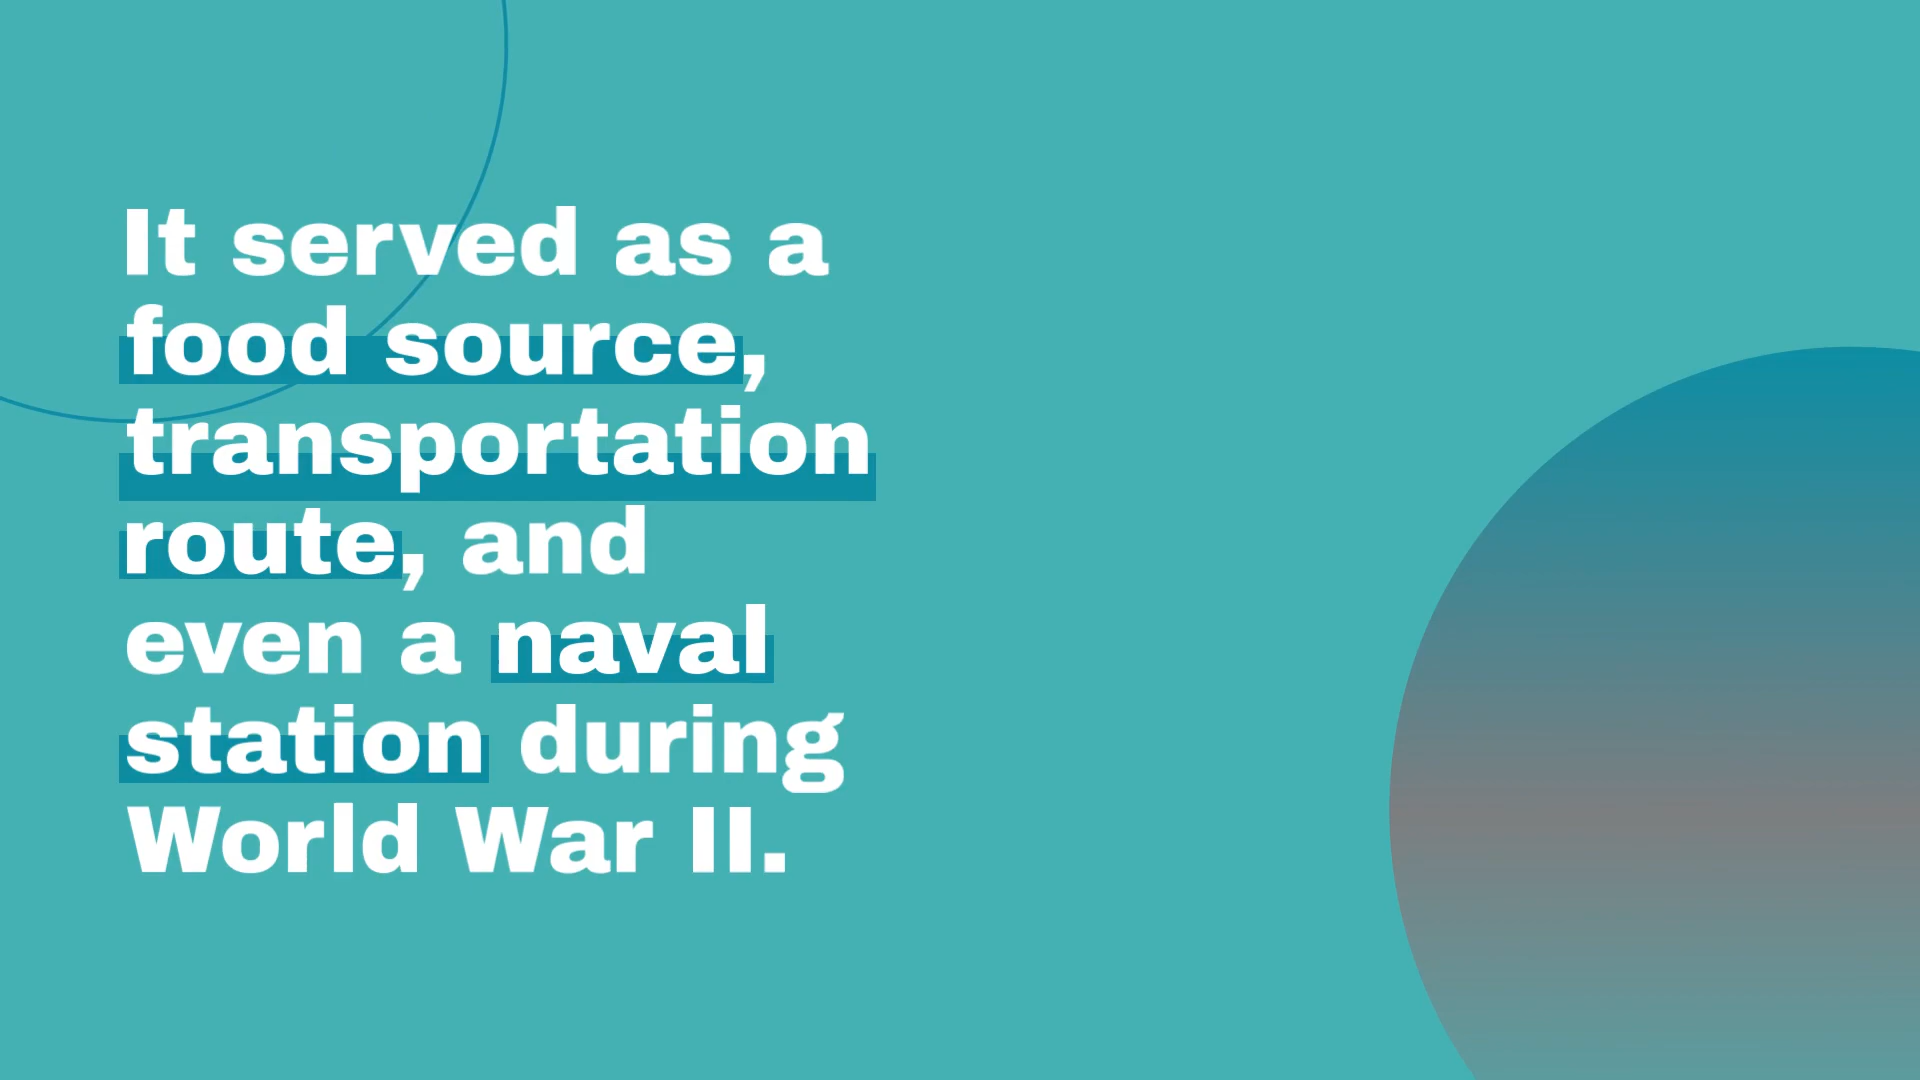 It served as a
food source,
transportation
route, and
even a naval
station during
World War II.